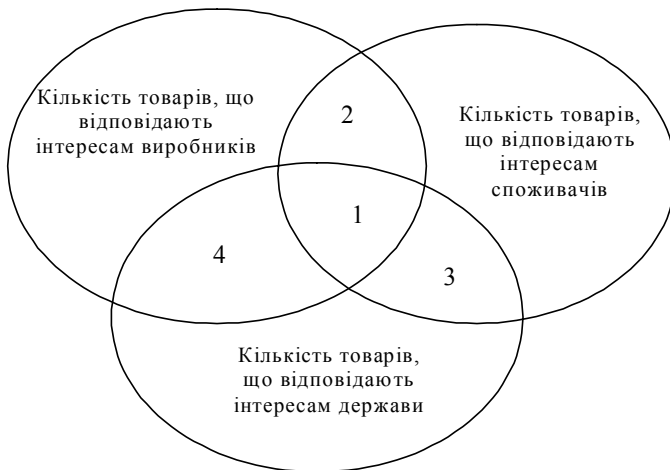 Кількість товарів, що
відповідають
інтересам виробників
2
Кількість товарів,
що відповідають
інтересам
споживачів
1
4
3
Кількість товарів,
що відповідають
інтересам держави